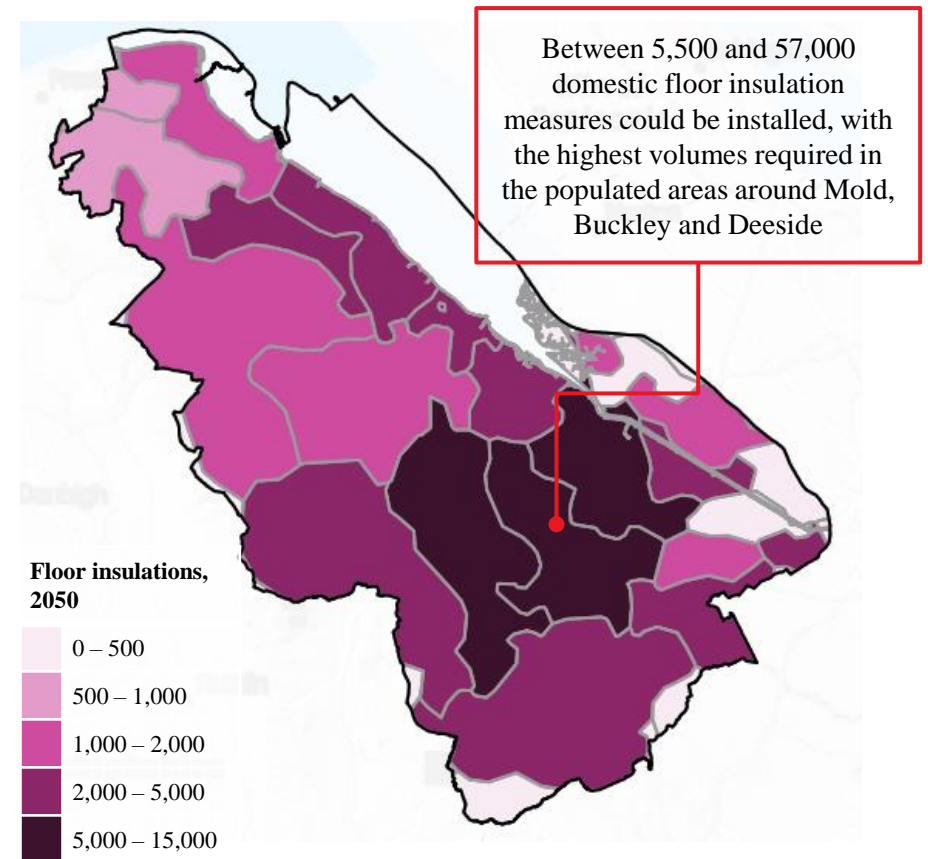 Between 5,500 and 57,000
domestic floor insulation
measures could be installed, with
the highest volumes required in
the populated areas around Mold,
Buckley and Deeside
Floor insulations,
2050
0 – 500
500 – 1,000
1,000 – 2,000
2,000 – 5,000
5,000 – 15,000